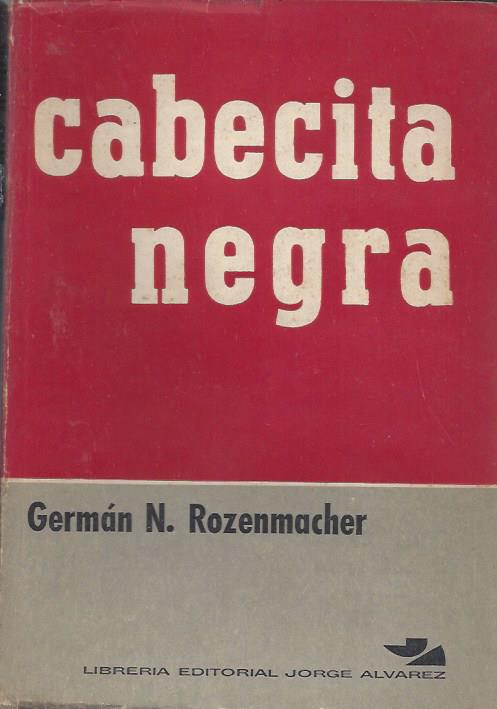 cabecita
negra
Germán N. Rozenmacher
LIBRERIA EDITORIAL JORGE ALVAREZ